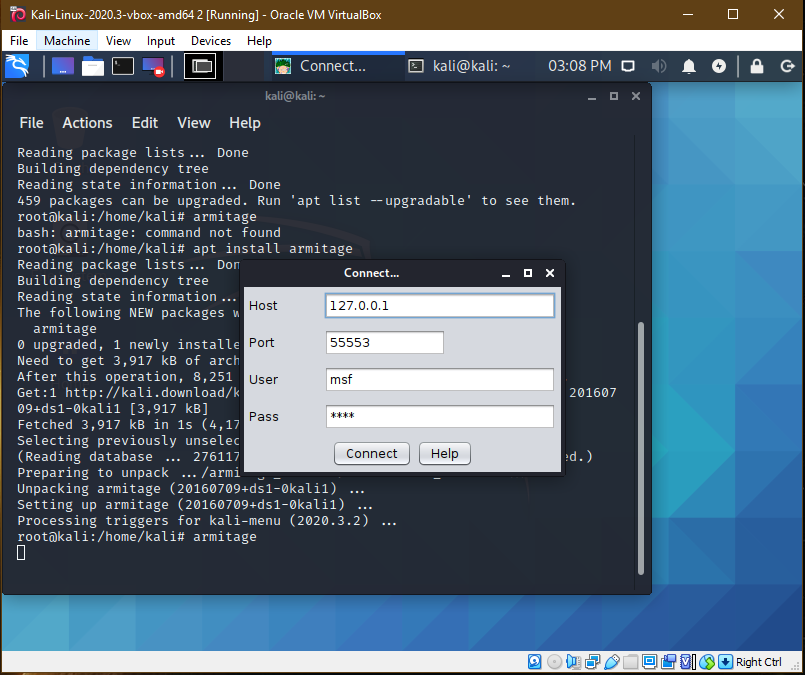 Kali-Linux-2020.3-vbox-amd64 2 [Running] - Oracle VM VirtualBox
File Machine View Input Devices Help
Connect... kali@kali: ~ 03:08 PM
kali@kali: ~
File Actions Edit View Help
Reading package lists... Done
Building dependency tree
Reading state information... Done
459 packages can be upgraded. Run 'apt list --upgradable' to see them.
root@kali:/home/kali# armitage
bash: armitage: command not found
root@kali:/home/kali# apt install armitage
Reading package lists... Don
Building dependency tree
Reading state information...
The following NEW packages w
armitage
0 upgraded, 1 newly installe
Need to get 3,917 kB of arch
After this operation, 8,251
Get:1 http://kali.download/k 201607
09+ds1-0kali1 [3,917 kB]
Fetched 3,917 kB in 1s (4,17
Selecting previously unselec
(Reading database ... 276117 ed.)
Preparing to unpack .../armi
Unpacking armitage (20160709+ds1-0kali1) ...
Setting up armitage (20160709+ds1-0kali1) ...
Processing triggers for kali-menu (2020.3.2) ...
root@kali:/home/kali# armitage
Connect...
Host 127.0.0.1
Port 55553
User msf
Pass ****
Connect Help
Right Ctrl